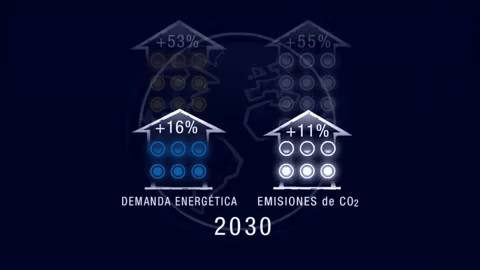 +53% +55%
+16% +11%
DEMANDA ENERGÉTICA EMISIONES de CO₂
2030